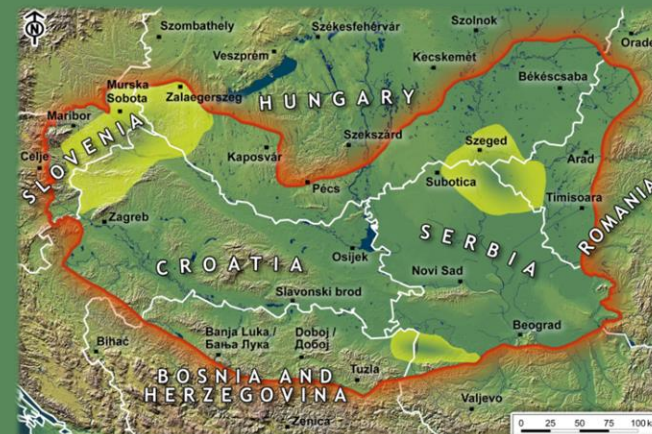 N
Szombathely
Székesfehérvár
Szolnok
Veszprém
Kecskemét
Békéscsaba
Murska
Sobota
Zalaegerszeg
HUNGARY
Maribor
SLOVENIA
Celje
Kaposvár
Szekszárd
Szeged
Arad
Pécs
Subotica
Timisoara
ROMANIA
Zagreb
SERBIA
CROATIA
Osijek
Novi Sad
Slavonski brod
Beograd
Bihać
Banja Luka /
Бања Лука
Doboj /
Добој
Tuzla
BOSNIA AND
HERZEGOVINA
Valjevo
Zenica
0 25 50 75 100